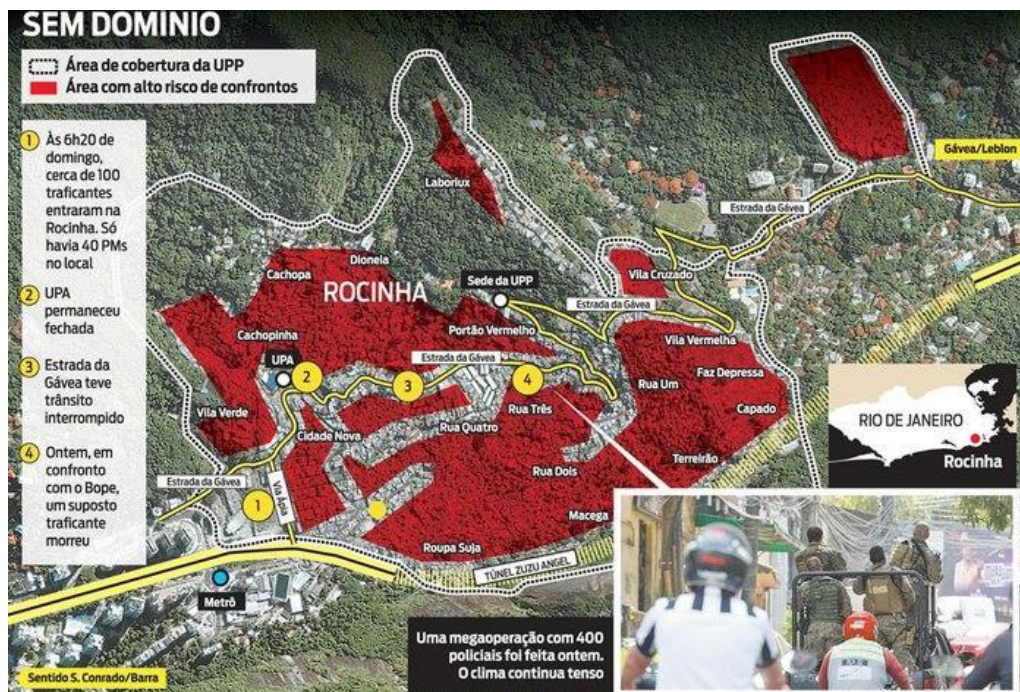 SEM DOMÍNIO
Área de cobertura da UPP
Área com alto risco de confrontos
1 Às 6h20 de
domingo,
cerca de 100
traficantes
entraram na
Rocinha. Só
havia 40 PMs
no local
2 UPA
permaneceu
fechada
3 Estrada da
Gávea teve
trânsito
interrompido
4 Ontem, em
confronto
com o Bope,
um suposto
traficante
morreu
Gávea/Leblon
Estrada da Gávea
Laboriux
Dioneia
Cachopa
ROCINHA
Sede da UPP
Vila Cruzado
Estrada da Gávea
Portão Vermelho
Vila Vermelha
Cachopinha
Estrada da Gávea
UPA
2
3
4
Faz Depressa
Rua Um
Capado
Vila Verde
Rua Três
Cidade Nova
Rua Quatro
Terreirão
Rua Dois
Estrada da Gávea
Via Ápia
1
Macega
Roupa Suja
TÚNEL ZUZU ANGEL
Metrô
Sentido S. Conrado/Barra
RIO DE JANEIRO
Rocinha
Uma megaoperação com 400
policiais foi feita ontem.
O clima continua tenso